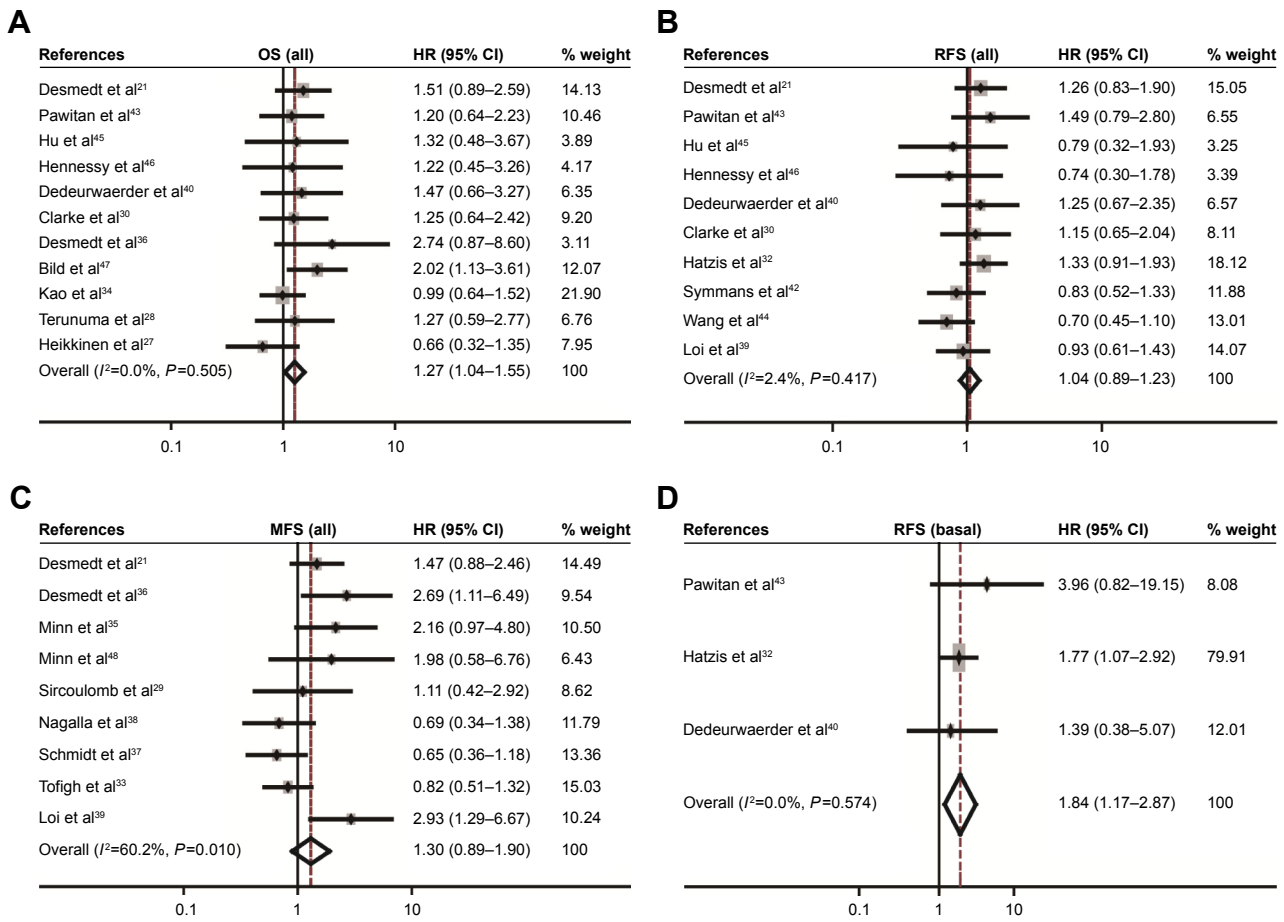 A
References OS (all) HR (95% CI) % weight
Desmedt et al21 1.51 (0.89–2.59) 14.13
Pawitan et al43 1.20 (0.64–2.23) 10.46
Hu et al45 1.32 (0.48–3.67) 3.89
Hennessy et al46 1.22 (0.45–3.26) 4.17
Dedeurwaerder et al40 1.47 (0.66–3.27) 6.35
Clarke et al30 1.25 (0.64–2.42) 9.20
Desmedt et al36 2.74 (0.87–8.60) 3.11
Bild et al47 2.02 (1.13–3.61) 12.07
Kao et al34 0.99 (0.64–1.52) 21.90
Terunuma et al28 1.27 (0.59–2.77) 6.76
Heikkinen et al27 0.66 (0.32–1.35) 7.95
Overall (I2=0.0%, P=0.505) 1.27 (1.04–1.55) 100
0.1 1 10
B
References RFS (all) HR (95% CI) % weight
Desmedt et al21 1.26 (0.83–1.90) 15.05
Pawitan et al43 1.49 (0.79–2.80) 6.55
Hu et al45 0.79 (0.32–1.93) 3.25
Hennessy et al46 0.74 (0.30–1.78) 3.39
Dedeurwaerder et al40 1.25 (0.67–2.35) 6.57
Clarke et al30 1.15 (0.65–2.04) 8.11
Hatzis et al32 1.33 (0.91–1.93) 18.12
Symmans et al42 0.83 (0.52–1.33) 11.88
Wang et al44 0.70 (0.45–1.10) 13.01
Loi et al39 0.93 (0.61–1.43) 14.07
Overall (I2=2.4%, P=0.417) 1.04 (0.89–1.23) 100
0.1 1 10
C
References MFS (all) HR (95% CI) % weight
Desmedt et al21 1.47 (0.88–2.46) 14.49
Desmedt et al36 2.69 (1.11–6.49) 9.54
Minn et al35 2.16 (0.97–4.80) 10.50
Minn et al48 1.98 (0.58–6.76) 6.43
Sircoulomb et al29 1.11 (0.42–2.92) 8.62
Nagalla et al38 0.69 (0.34–1.38) 11.79
Schmidt et al37 0.65 (0.36–1.18) 13.36
Tofigh et al33 0.82 (0.51–1.32) 15.03
Loi et al39 2.93 (1.29–6.67) 10.24
Overall (I2=60.2%, P=0.010) 1.30 (0.89–1.90) 100
0.1 1 10
D
References RFS (basal) HR (95% CI) % weight
Pawitan et al43 3.96 (0.82–19.15) 8.08
Hatzis et al32 1.77 (1.07–2.92) 79.91
Dedeurwaerder et al40 1.39 (0.38–5.07) 12.01
Overall (I2=0.0%, P=0.574) 1.84 (1.17–2.87) 100
0.1 1 10